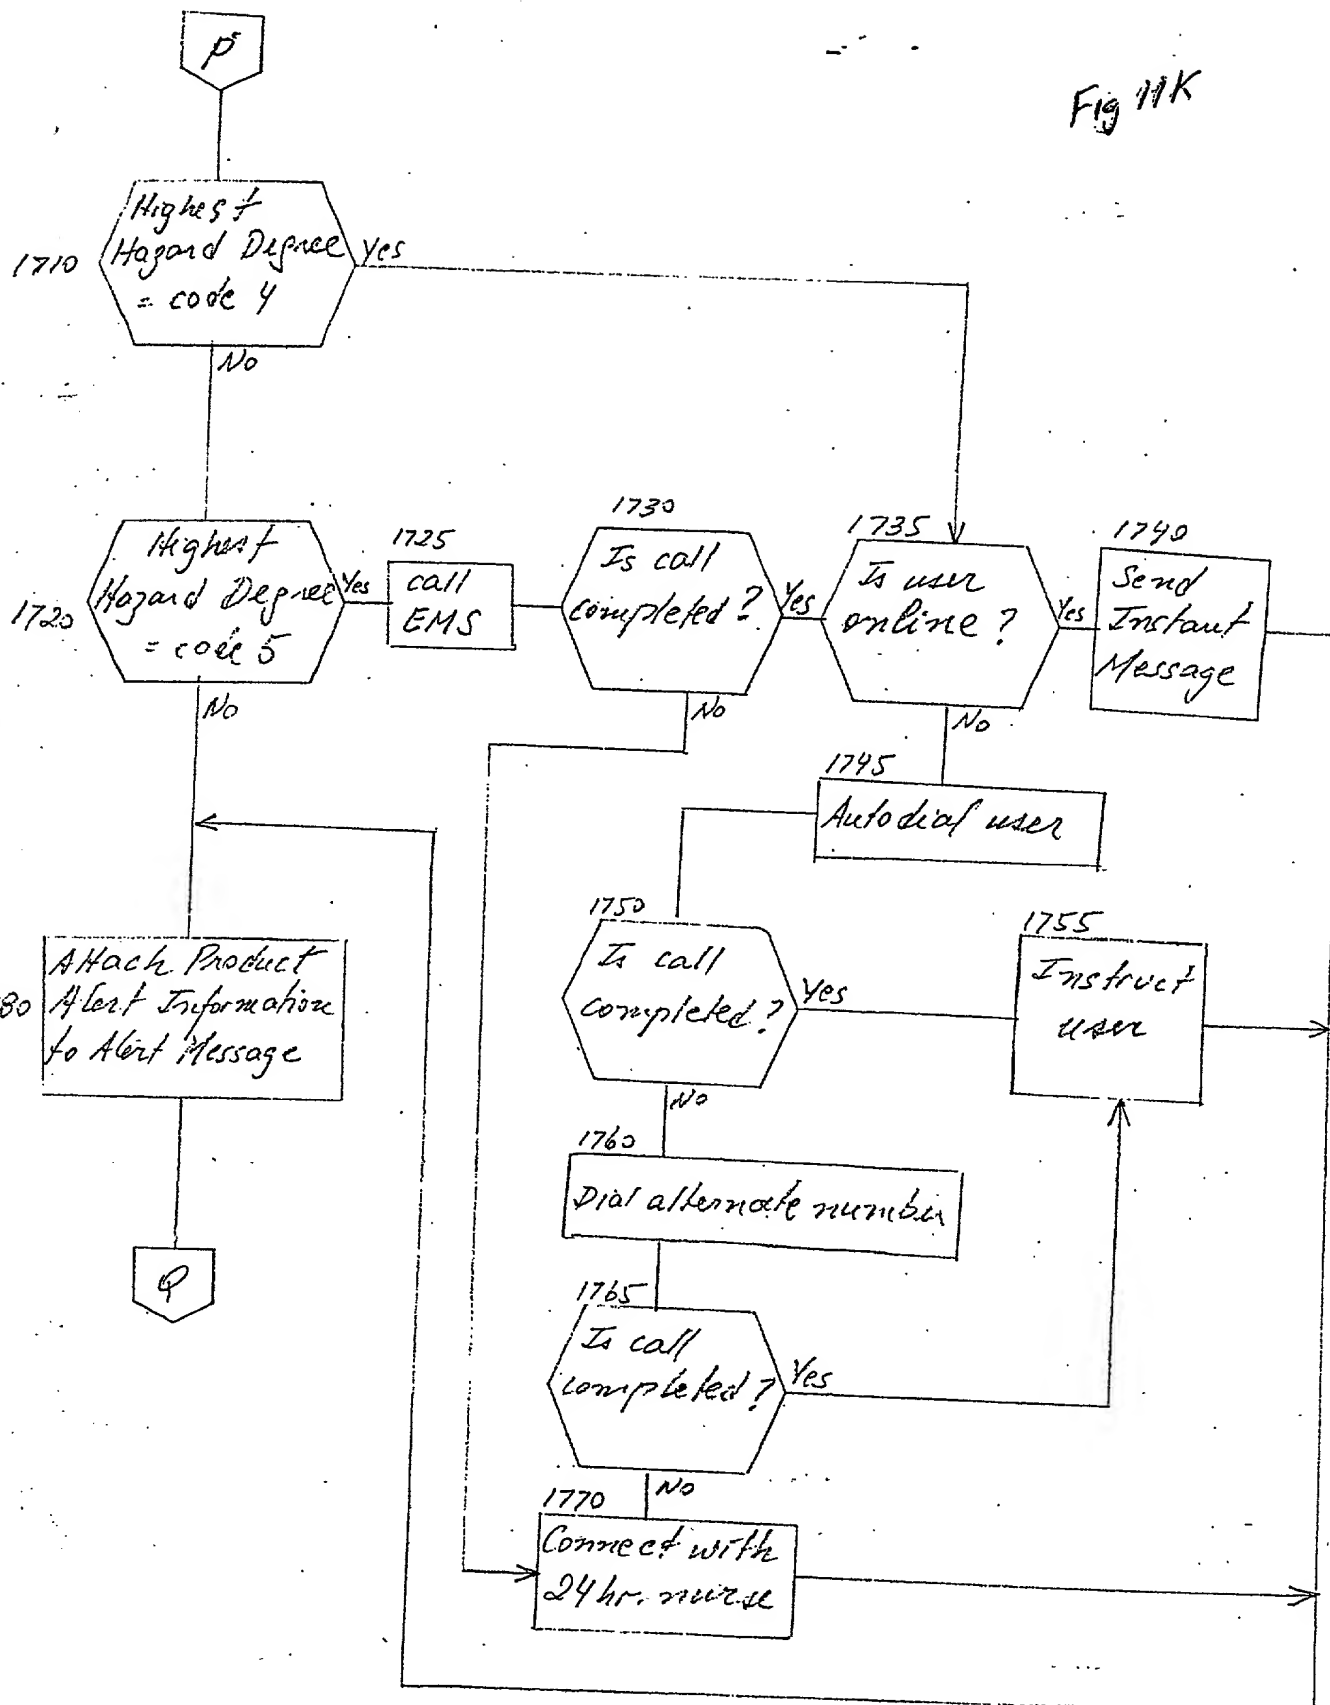 P
Fig 11K
1710
Highest
Hazard Degree
= code 4
Yes
No
1720
Highest
Hazard Degree
= code 5
Yes
No
1725
call
EMS
1730
Is call
completed?
Yes
No
1735
Is user
online?
Yes
No
1740
Send
Instant
Message
1745
Autodial user
1750
Is call
completed?
Yes
No
1755
Instruct
user
80
Attach Product
Alert Information
to Alert Message
1760
Dial alternate number
Q
1765
Is call
completed?
Yes
No
1770
Connect with
24 hr. nurse